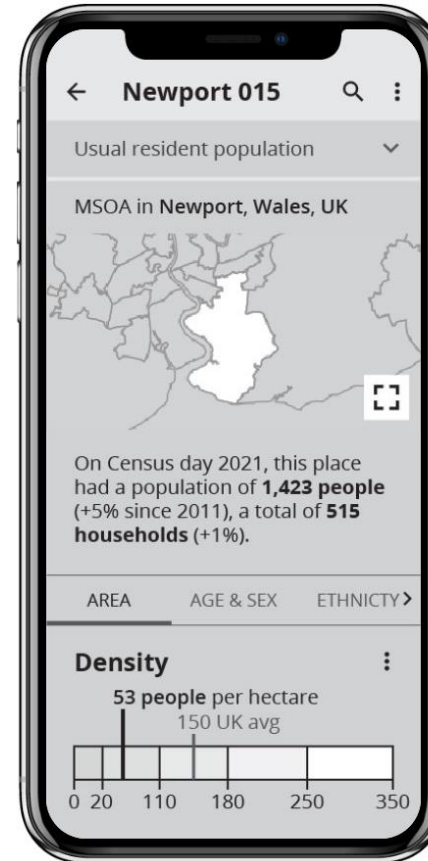 Newport 015
Usual resident population
MSOA in Newport, Wales, UK
On Census day 2021, this place
had a population of 1,423 people
(+5% since 2011), a total of 515
households (+1%).
AREA AGE & SEX ETHNICTY
Density
53 people per hectare
150 UK avg
0 20 110 180 250 350